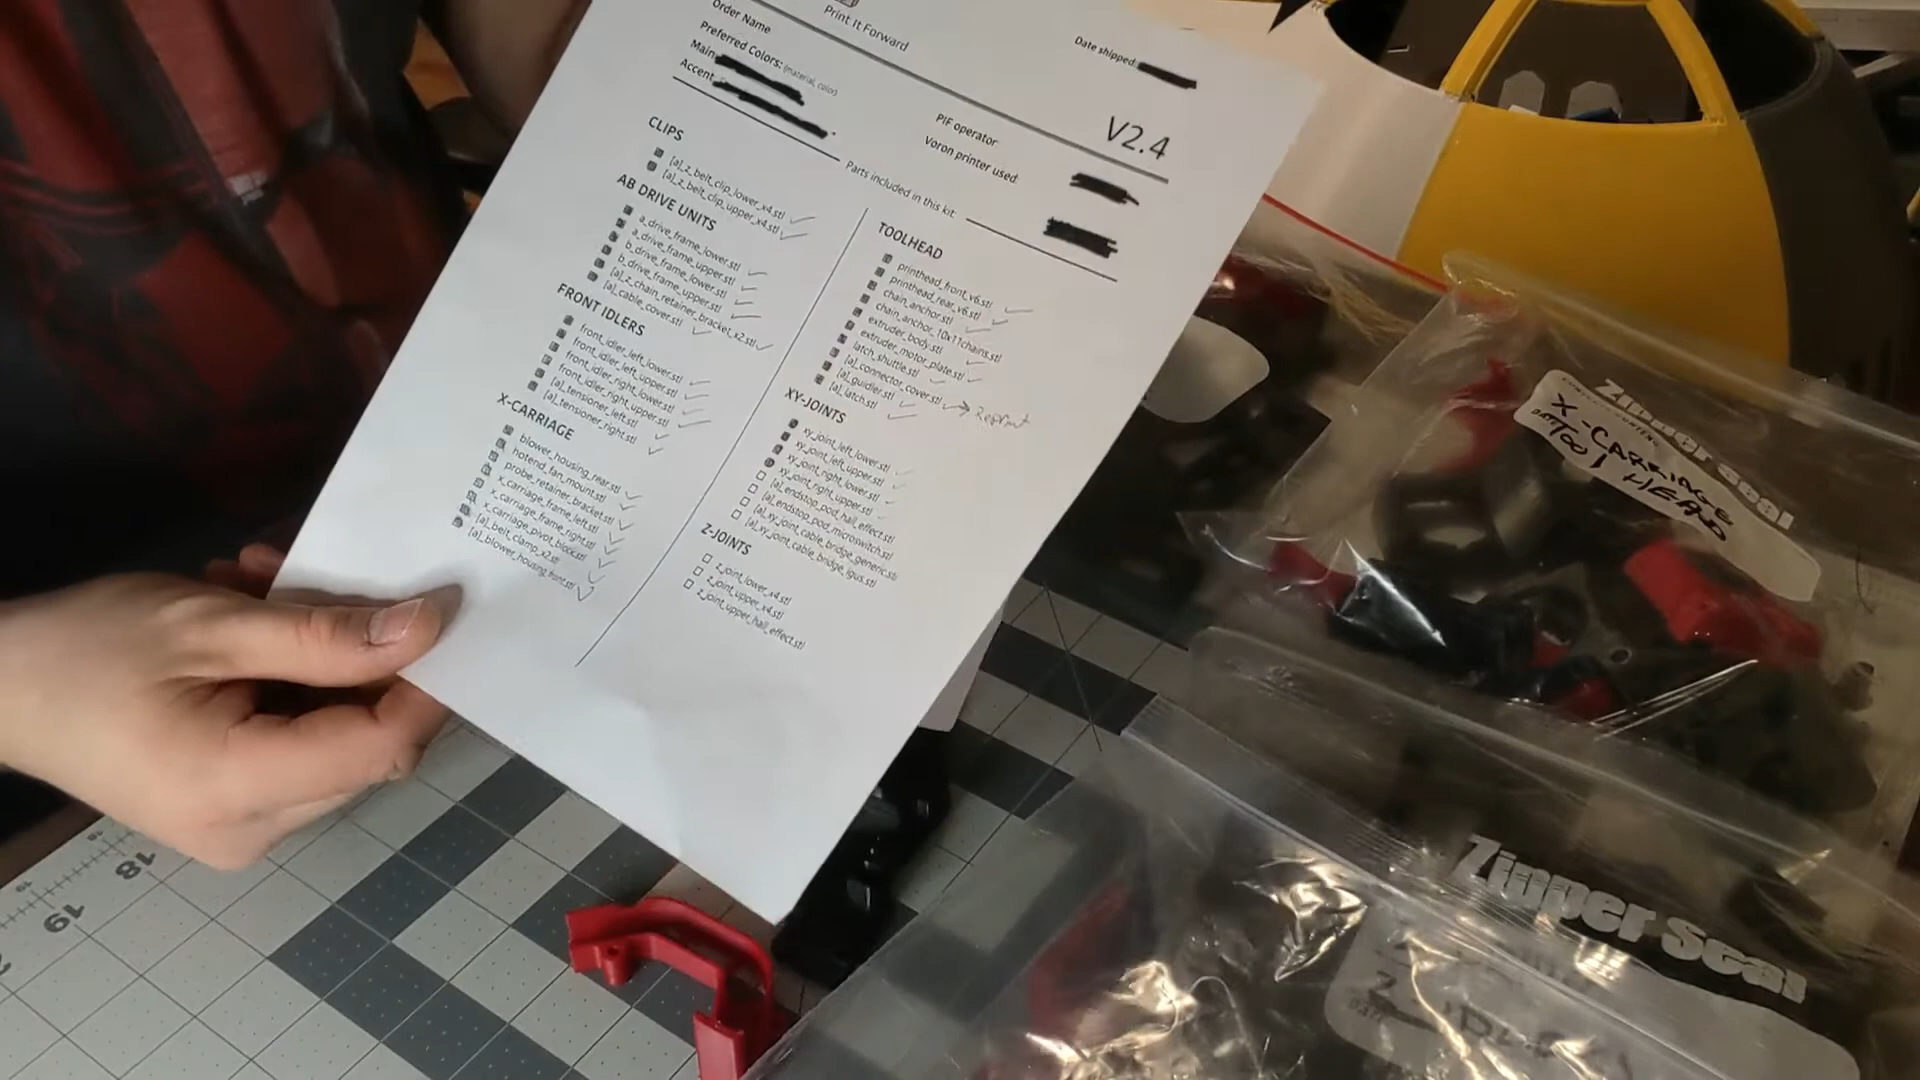 Print It Forward
Order Name
Preferred Colors: (material, color)
Main
Accent
Date shipped:
PIF operator
V2.4
Voron printer used:
Parts included in this kit:
CLIPS
[a]_z_belt_clip_lower_x4.stl
[a]_z_belt_clip_upper_x4.stl
AB DRIVE UNITS
a_drive_frame_lower.stl
a_drive_frame_upper.stl
b_drive_frame_lower.stl
b_drive_frame_upper.stl
[a]_z_chain_retainer_bracket_x2.stl
[a]_cable_cover.stl
FRONT IDLERS
front_idler_left_lower.stl
front_idler_left_upper.stl
front_idler_right_lower.stl
front_idler_right_upper.stl
[a]_tensioner_left.stl
[a]_tensioner_right.stl
X-CARRIAGE
blower_housing_rear.stl
hotend_fan_mount.stl
probe_retainer_bracket.stl
x_carriage_frame_left.stl
x_carriage_frame_right.stl
x_carriage_pivot_block.stl
[a]_belt_clamp_x2.stl
[a]_blower_housing_front.stl
TOOLHEAD
printhead_front_v6.stl
printhead_rear_v6.stl
chain_anchor.stl
chain_anchor_10x11chains.stl
extruder_body.stl
extruder_motor_plate.stl
latch_shuttle.stl
[a]_connector_cover.stl → Reprint
[a]_guidler.stl
[a]_latch.stl
XY-JOINTS
xy_joint_left_lower.stl
xy_joint_left_upper.stl
xy_joint_right_lower.stl
xy_joint_right_upper.stl
[a]_endstop_pod_hall_effect.stl
[a]_endstop_pod_microswitch.stl
[a]_xy_joint_cable_bridge_generic.stl
[a]_xy_joint_cable_bridge_igus.stl
Z-JOINTS
z_joint_lower_x4.stl
z_joint_upper_x4.stl
z_joint_upper_hall_effect.stl
Zipper seal
X-CARRIAGE
TOOl HEAD
Zipper seal
18
19